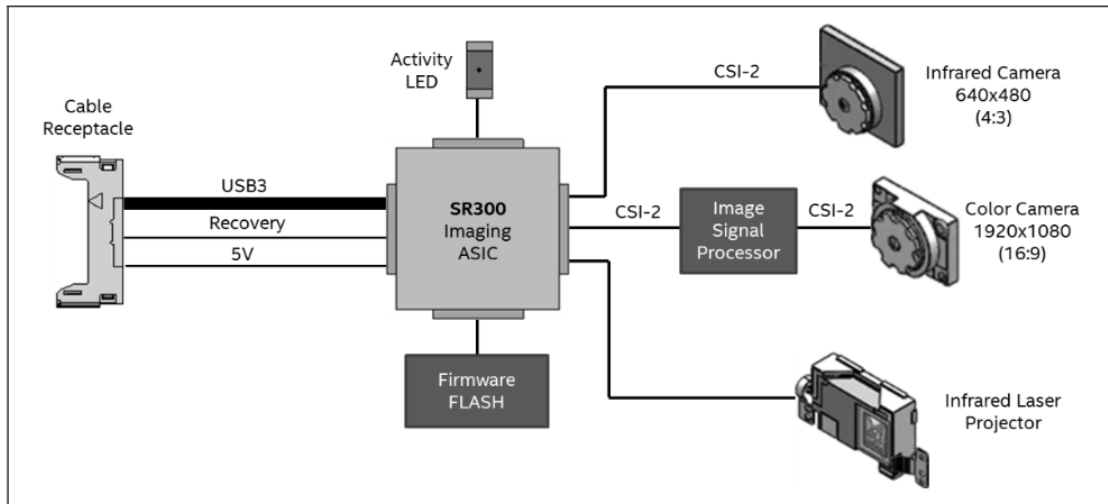 Activity
LED
Cable
Receptacle
USB3
Recovery
5V
SR300
Imaging
ASIC
Firmware
FLASH
CSI-2
Infrared Camera
640x480
(4:3)
CSI-2
Image
Signal
Processor
CSI-2
Color Camera
1920x1080
(16:9)
Infrared Laser
Projector